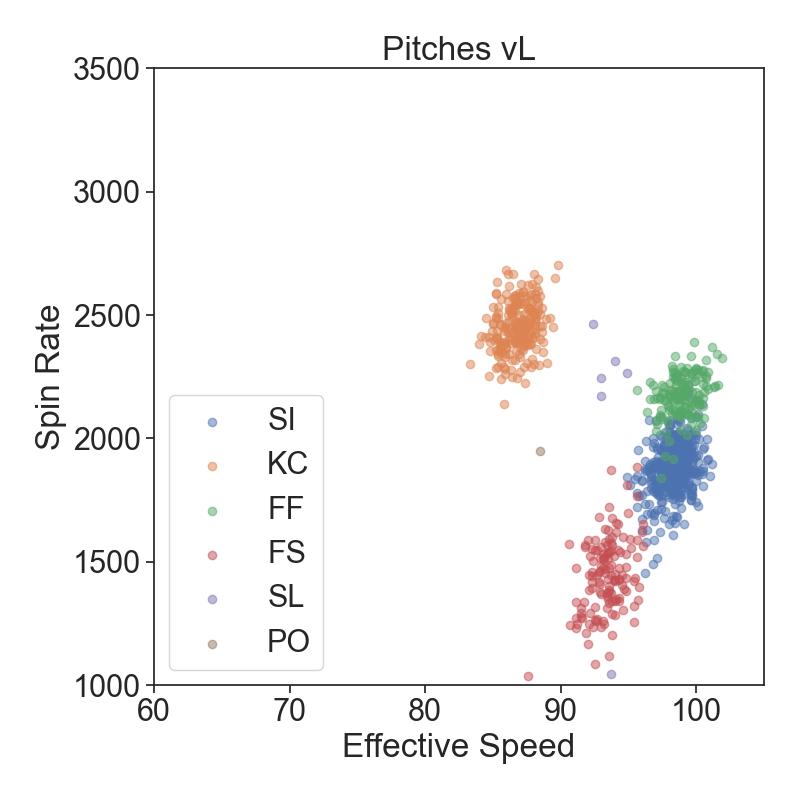 Pitches vL
3500
3000
2500
2000
1500
1000
Spin Rate
SI
KC
FF
FS
SL
PO
60 70 80 90 100
Effective Speed